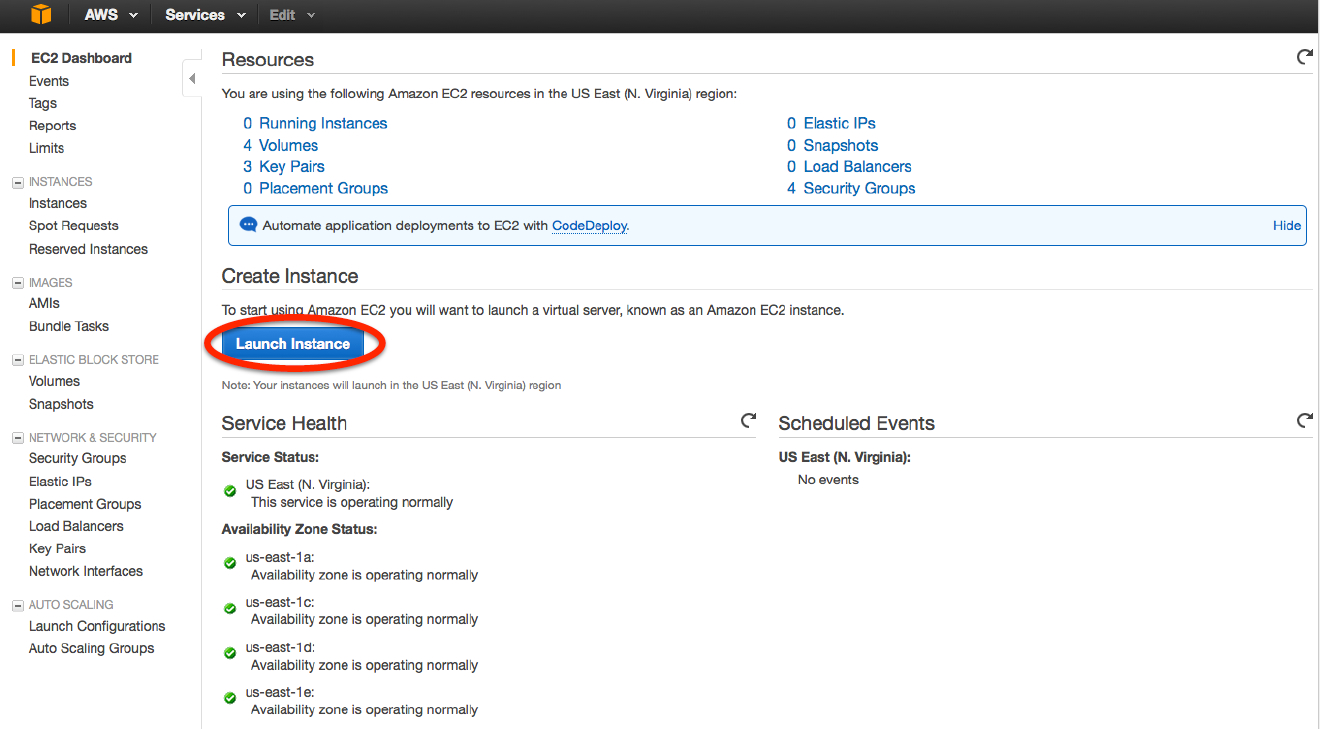 AWS Services Edit
EC2 Dashboard
Events
Tags
Reports
Limits
INSTANCES
Instances
Spot Requests
Reserved Instances
IMAGES
AMIs
Bundle Tasks
ELASTIC BLOCK STORE
Volumes
Snapshots
NETWORK & SECURITY
Security Groups
Elastic IPs
Placement Groups
Load Balancers
Key Pairs
Network Interfaces
AUTO SCALING
Launch Configurations
Auto Scaling Groups
Resources
You are using the following Amazon EC2 resources in the US East (N. Virginia) region:
0 Running Instances
4 Volumes
3 Key Pairs
0 Placement Groups
0 Elastic IPs
0 Snapshots
0 Load Balancers
4 Security Groups
Automate application deployments to EC2 with CodeDeploy. Hide
Create Instance
To start using Amazon EC2 you will want to launch a virtual server, known as an Amazon EC2 instance.
Launch Instance
Note: Your instances will launch in the US East (N. Virginia) region
Service Health
Service Status:
US East (N. Virginia):
This service is operating normally
Availability Zone Status:
us-east-1a:
Availability zone is operating normally
us-east-1c:
Availability zone is operating normally
us-east-1d:
Availability zone is operating normally
us-east-1e:
Availability zone is operating normally
Scheduled Events
US East (N. Virginia):
No events